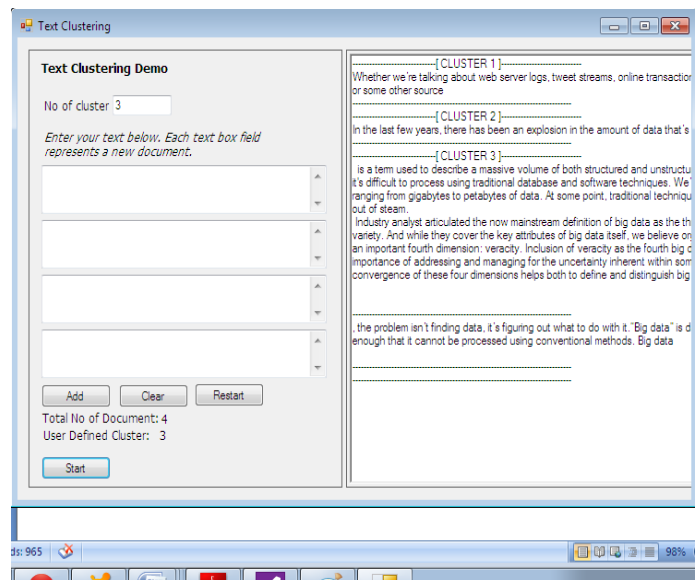 Text Clustering
Text Clustering Demo
No of cluster 3
Enter your text below. Each text box field
represents a new document.
Add Clear Restart
Total No of Document: 4
User Defined Cluster: 3
Start
----------------------------[ CLUSTER 1 ]----------------------------
Whether we're talking about web server logs, tweet streams, online transaction
or some other source
----------------------------[ CLUSTER 2 ]----------------------------
In the last few years, there has been an explosion in the amount of data that's
----------------------------[ CLUSTER 3 ]----------------------------
is a term used to describe a massive volume of both structured and unstructu
it's difficult to process using traditional database and software techniques. We'
ranging from gigabytes to petabytes of data. At some point, traditional techniqu
out of steam.
Industry analyst articulated the now mainstream definition of big data as the th
variety. And while they cover the key attributes of big data itself, we believe or
an important fourth dimension: veracity. Inclusion of veracity as the fourth big d
importance of addressing and managing for the uncertainty inherent within som
convergence of these four dimensions helps both to define and distinguish big
, the problem isn't finding data, it's figuring out what to do with it."Big data" is d
enough that it cannot be processed using conventional methods. Big data
ds: 965
98%